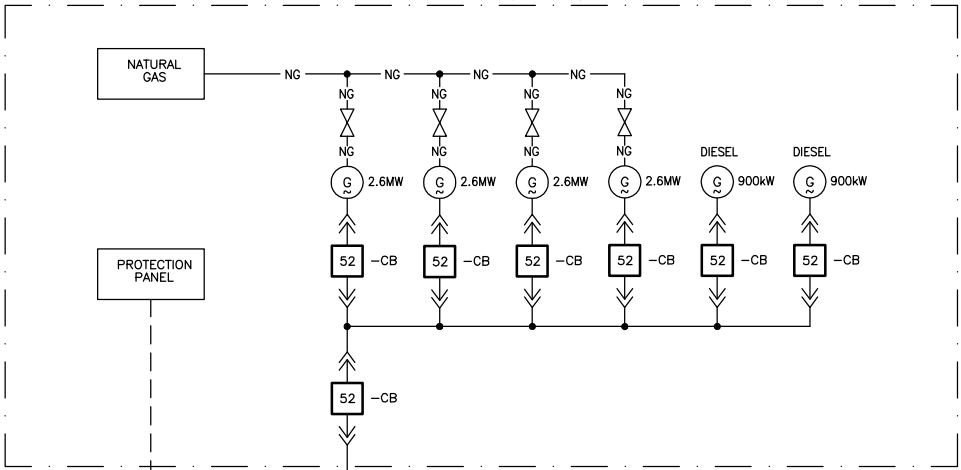 NATURAL
GAS
NG NG NG NG
NG NG NG NG
NG NG NG NG
DIESEL DIESEL
G 2.6MW G 2.6MW G 2.6MW G 2.6MW G 900kW G 900kW
52 -CB 52 -CB 52 -CB 52 -CB 52 -CB 52 -CB
PROTECTION
PANEL
52 -CB